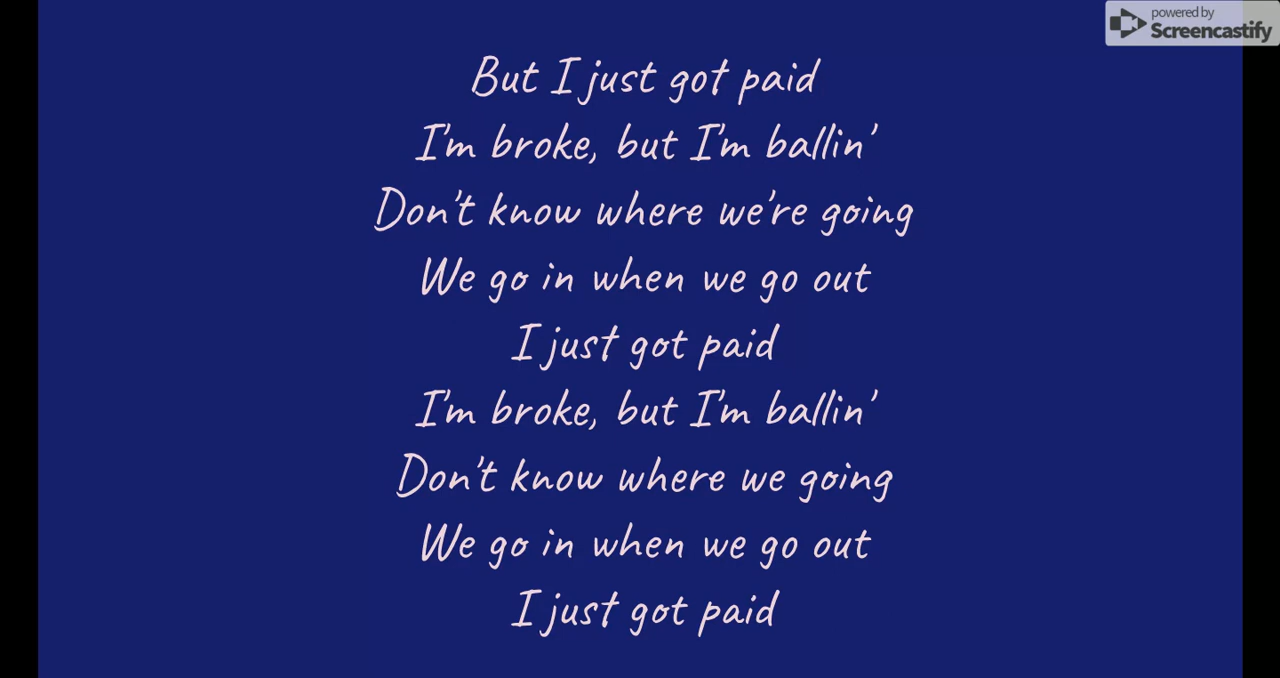 powered by
Screencastify
But I just got paid
I'm broke, but I'm ballin'
Don't know where we're going
We go in when we go out
I just got paid
I'm broke, but I'm ballin'
Don't know where we going
We go in when we go out
I just got paid